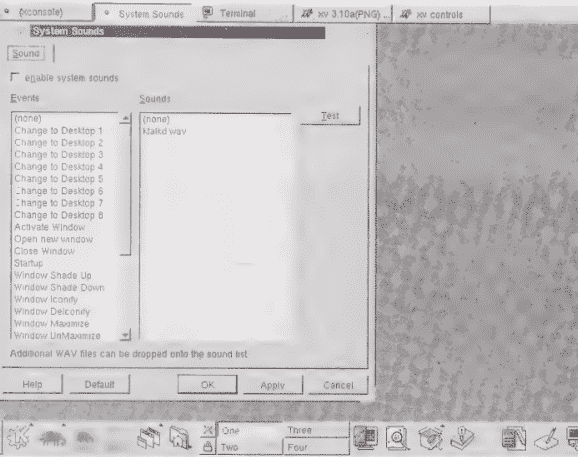 (xconsole)
System Sounds
Terminal
xv 3.10a(PNG) ...
xv controls
System Sounds
Sound
enable system sounds
Events
Sounds
(none)
Change to Desktop 1
Change to Desktop 2
Change to Desktop 3
Change to Desktop 4
Change to Desktop 5
Change to Desktop 6
Change to Desktop 7
Change to Desktop 8
Activate Window
Open new window
Close Window
Startup
Window Shade Up
Window Shade Down
Window Iconify
Window DeIconify
Window Maximize
Window UnMaximize
(none)
ktalkd.wav
Test
Additional WAV files can be dropped onto the sound list.
Help
Default
OK
Apply
Cancel
One
Two
Three
Four